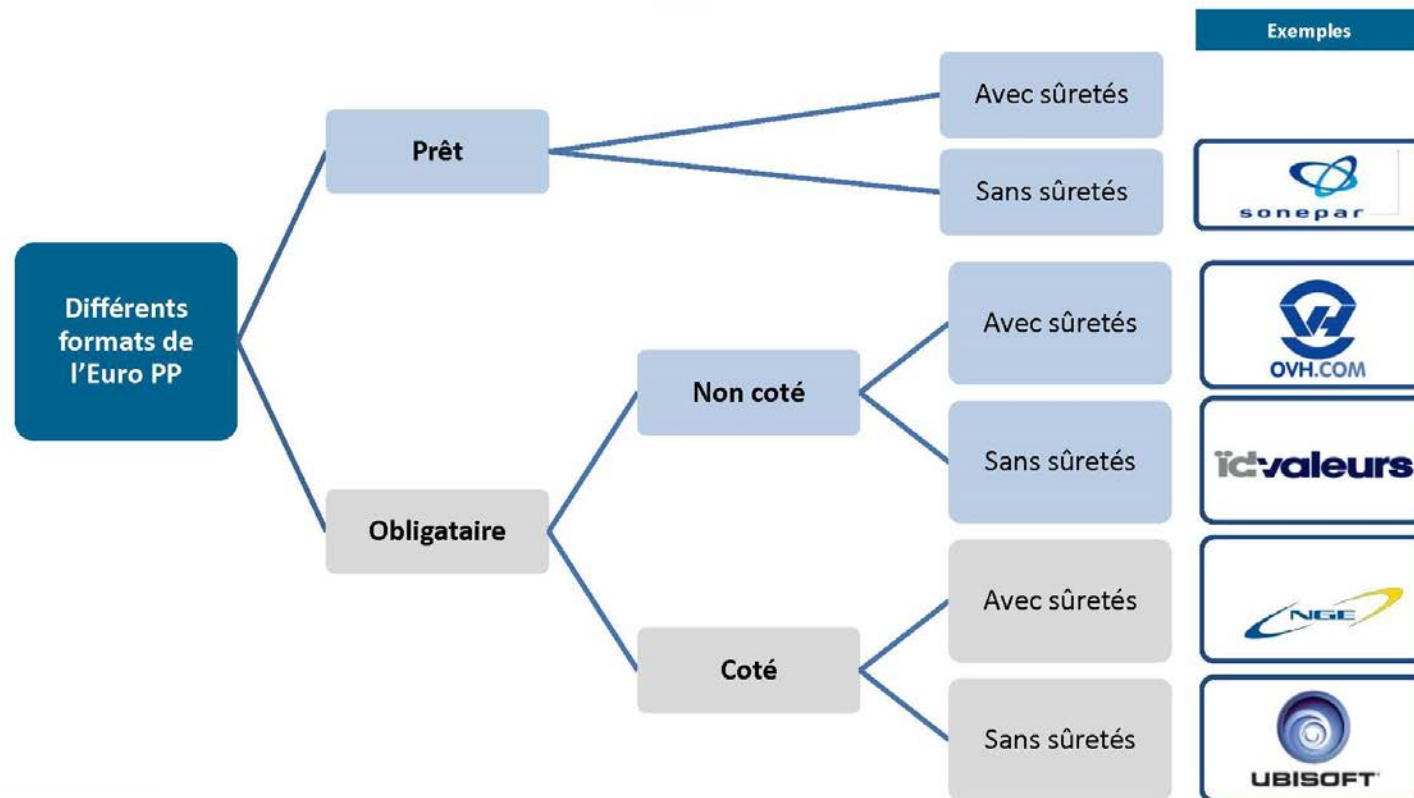 Exemples
Différents
formats de
l'Euro PP
Prêt
Avec sûretés
Sans sûretés
sonepar
Obligataire
Non coté
Avec sûretés
OVH.COM
Sans sûretés
ïdvaleurs
Coté
Avec sûretés
NGE
Sans sûretés
UBISOFT